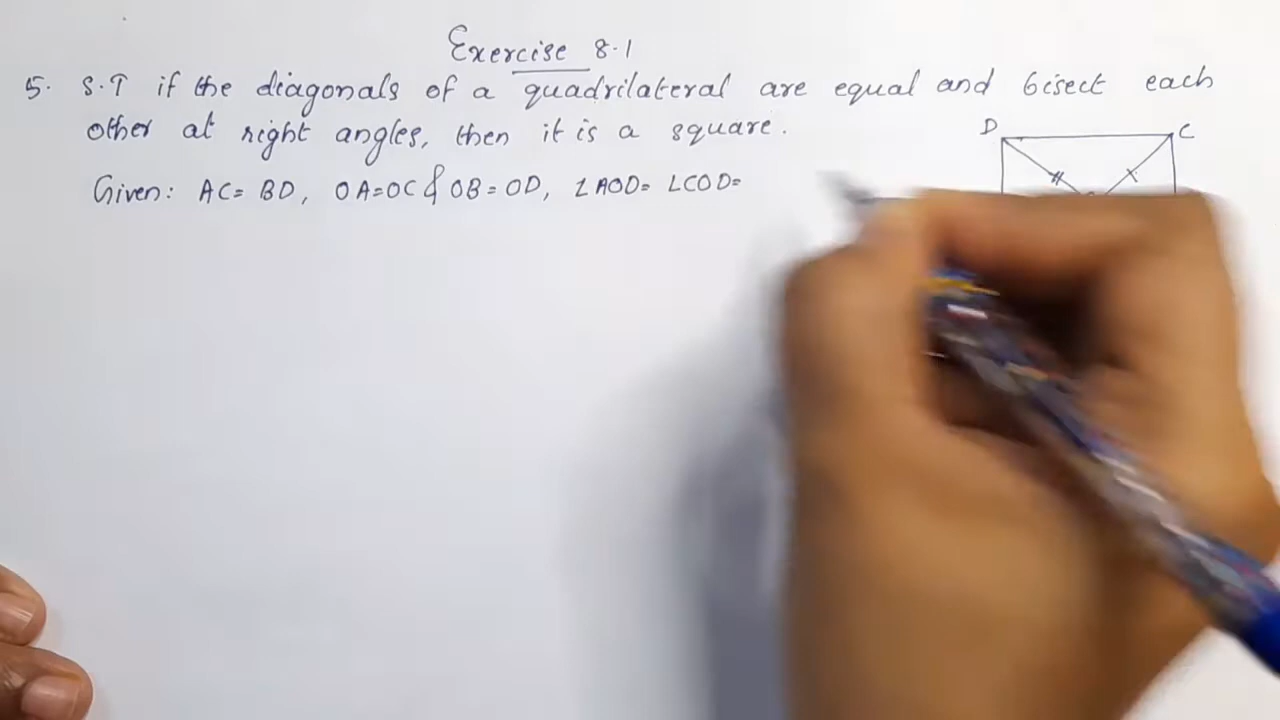 Exercise 8.1
5. S.T if the diagonals of a quadrilateral are equal and bisect each
other at right angles, then it is a square.
D C
Given: AC = BD, OA = OC & OB = OD, ∠AOD = ∠COD =